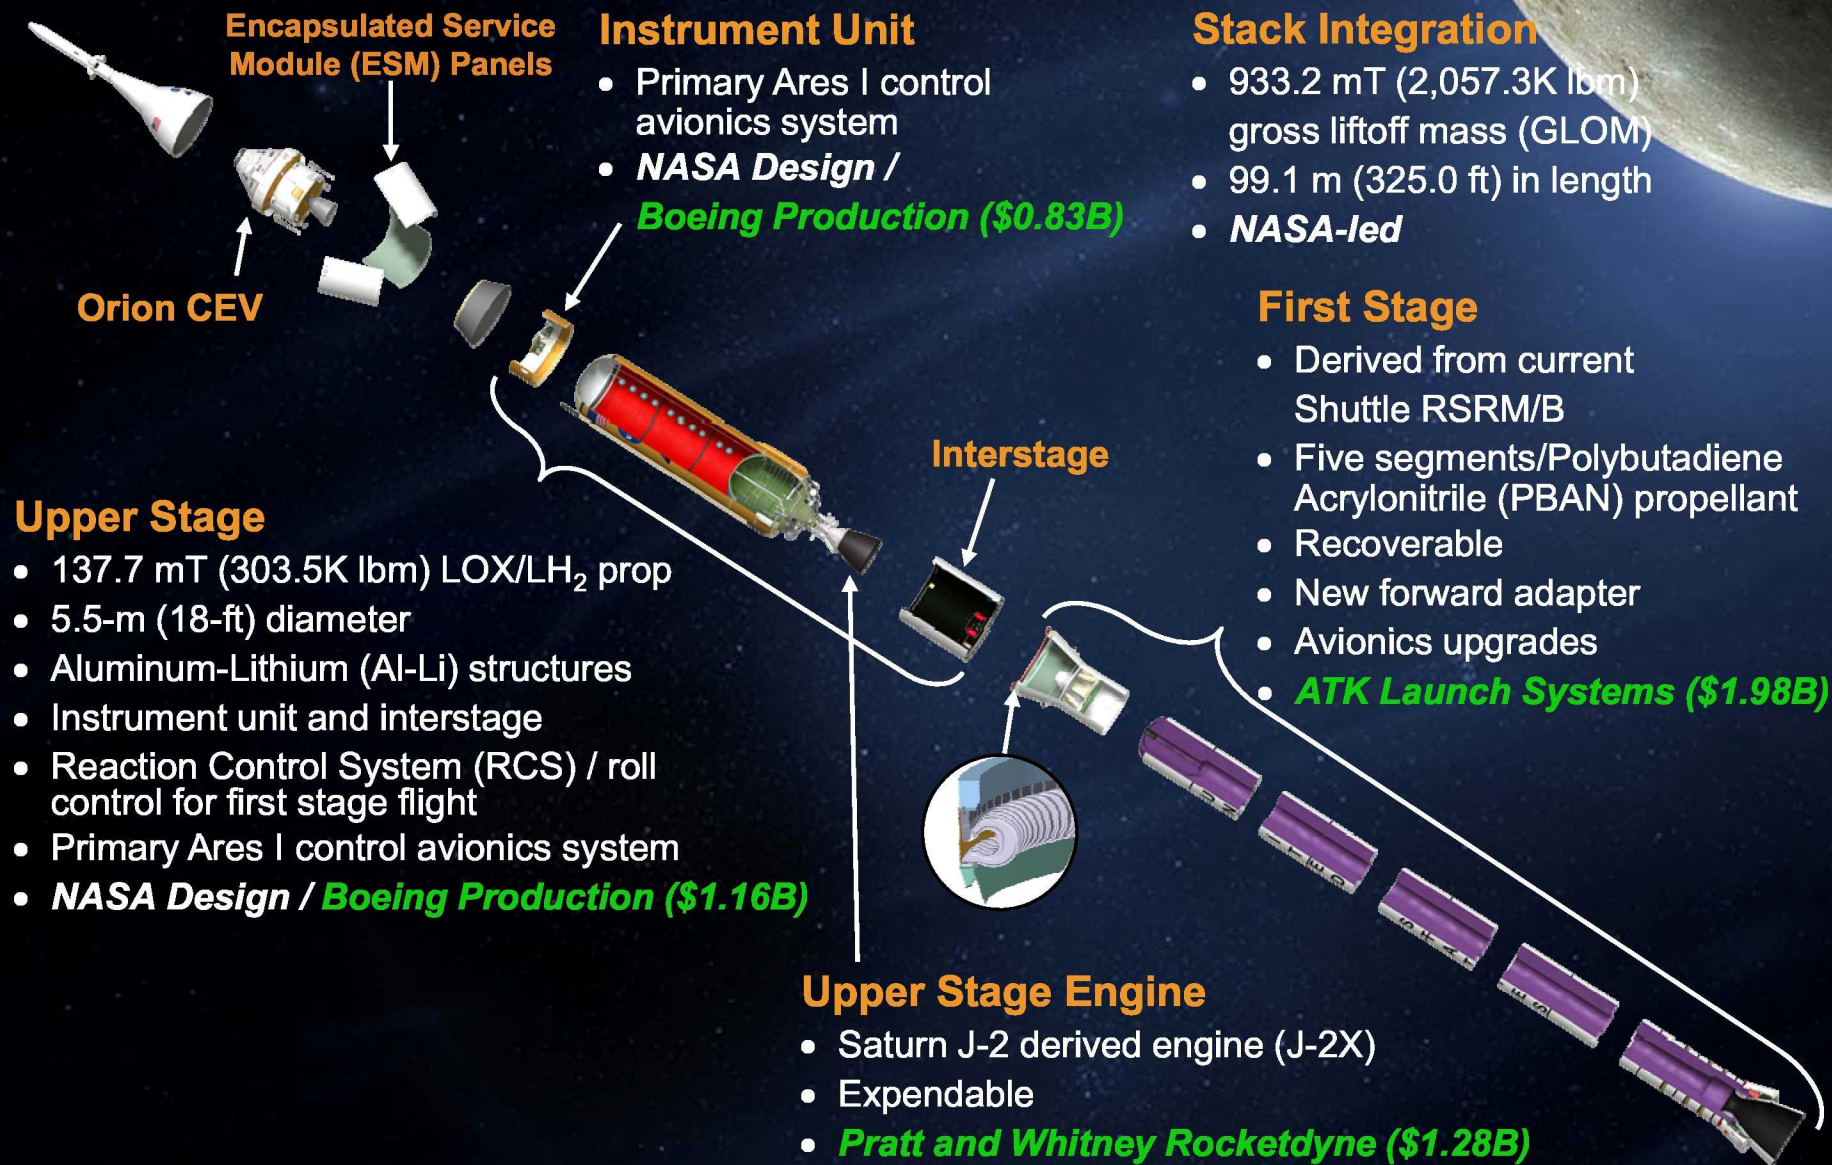 Encapsulated Service
Module (ESM) Panels
Orion CEV
Instrument Unit
• Primary Ares I control
avionics system
• NASA Design /
Boeing Production ($0.83B)
Stack Integration
• 933.2 mT (2,057.3K lbm)
gross liftoff mass (GLOM)
• 99.1 m (325.0 ft) in length
• NASA-led
First Stage
• Derived from current
Shuttle RSRM/B
• Five segments/Polybutadiene
Acrylonitrile (PBAN) propellant
• Recoverable
• New forward adapter
• Avionics upgrades
• ATK Launch Systems ($1.98B)
Interstage
Upper Stage
• 137.7 mT (303.5K lbm) LOX/LH₂ prop
• 5.5-m (18-ft) diameter
• Aluminum-Lithium (Al-Li) structures
• Instrument unit and interstage
• Reaction Control System (RCS) / roll
control for first stage flight
• Primary Ares I control avionics system
• NASA Design / Boeing Production ($1.16B)
Upper Stage Engine
• Saturn J-2 derived engine (J-2X)
• Expendable
• Pratt and Whitney Rocketdyne ($1.28B)